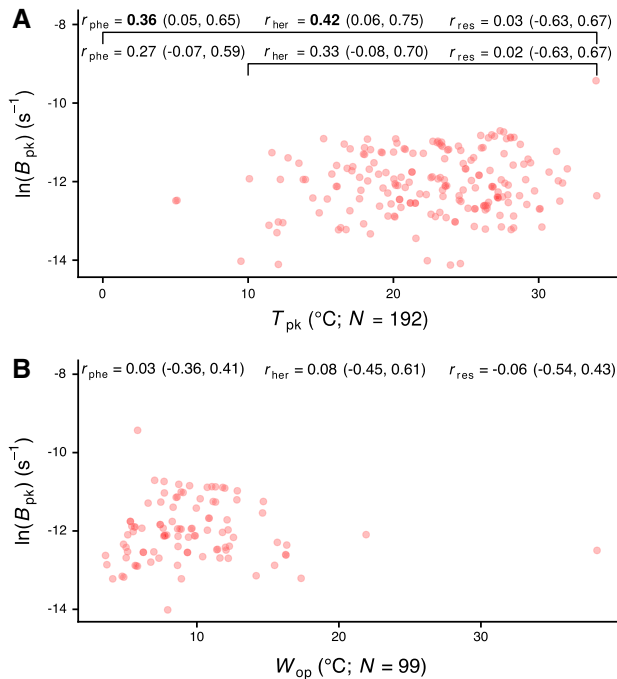 A
r_phe = 0.36 (0.05, 0.65) r_her = 0.42 (0.06, 0.75) r_res = 0.03 (-0.63, 0.67)
r_phe = 0.27 (-0.07, 0.59) r_her = 0.33 (-0.08, 0.70) r_res = 0.02 (-0.63, 0.67)
ln(B_pk) (s⁻¹)
-8
-10
-12
-14
0 10 20 30
T_pk (°C; N = 192)
B
r_phe = 0.03 (-0.36, 0.41) r_her = 0.08 (-0.45, 0.61) r_res = -0.06 (-0.54, 0.43)
ln(B_pk) (s⁻¹)
-8
-10
-12
-14
10 20 30
W_op (°C; N = 99)